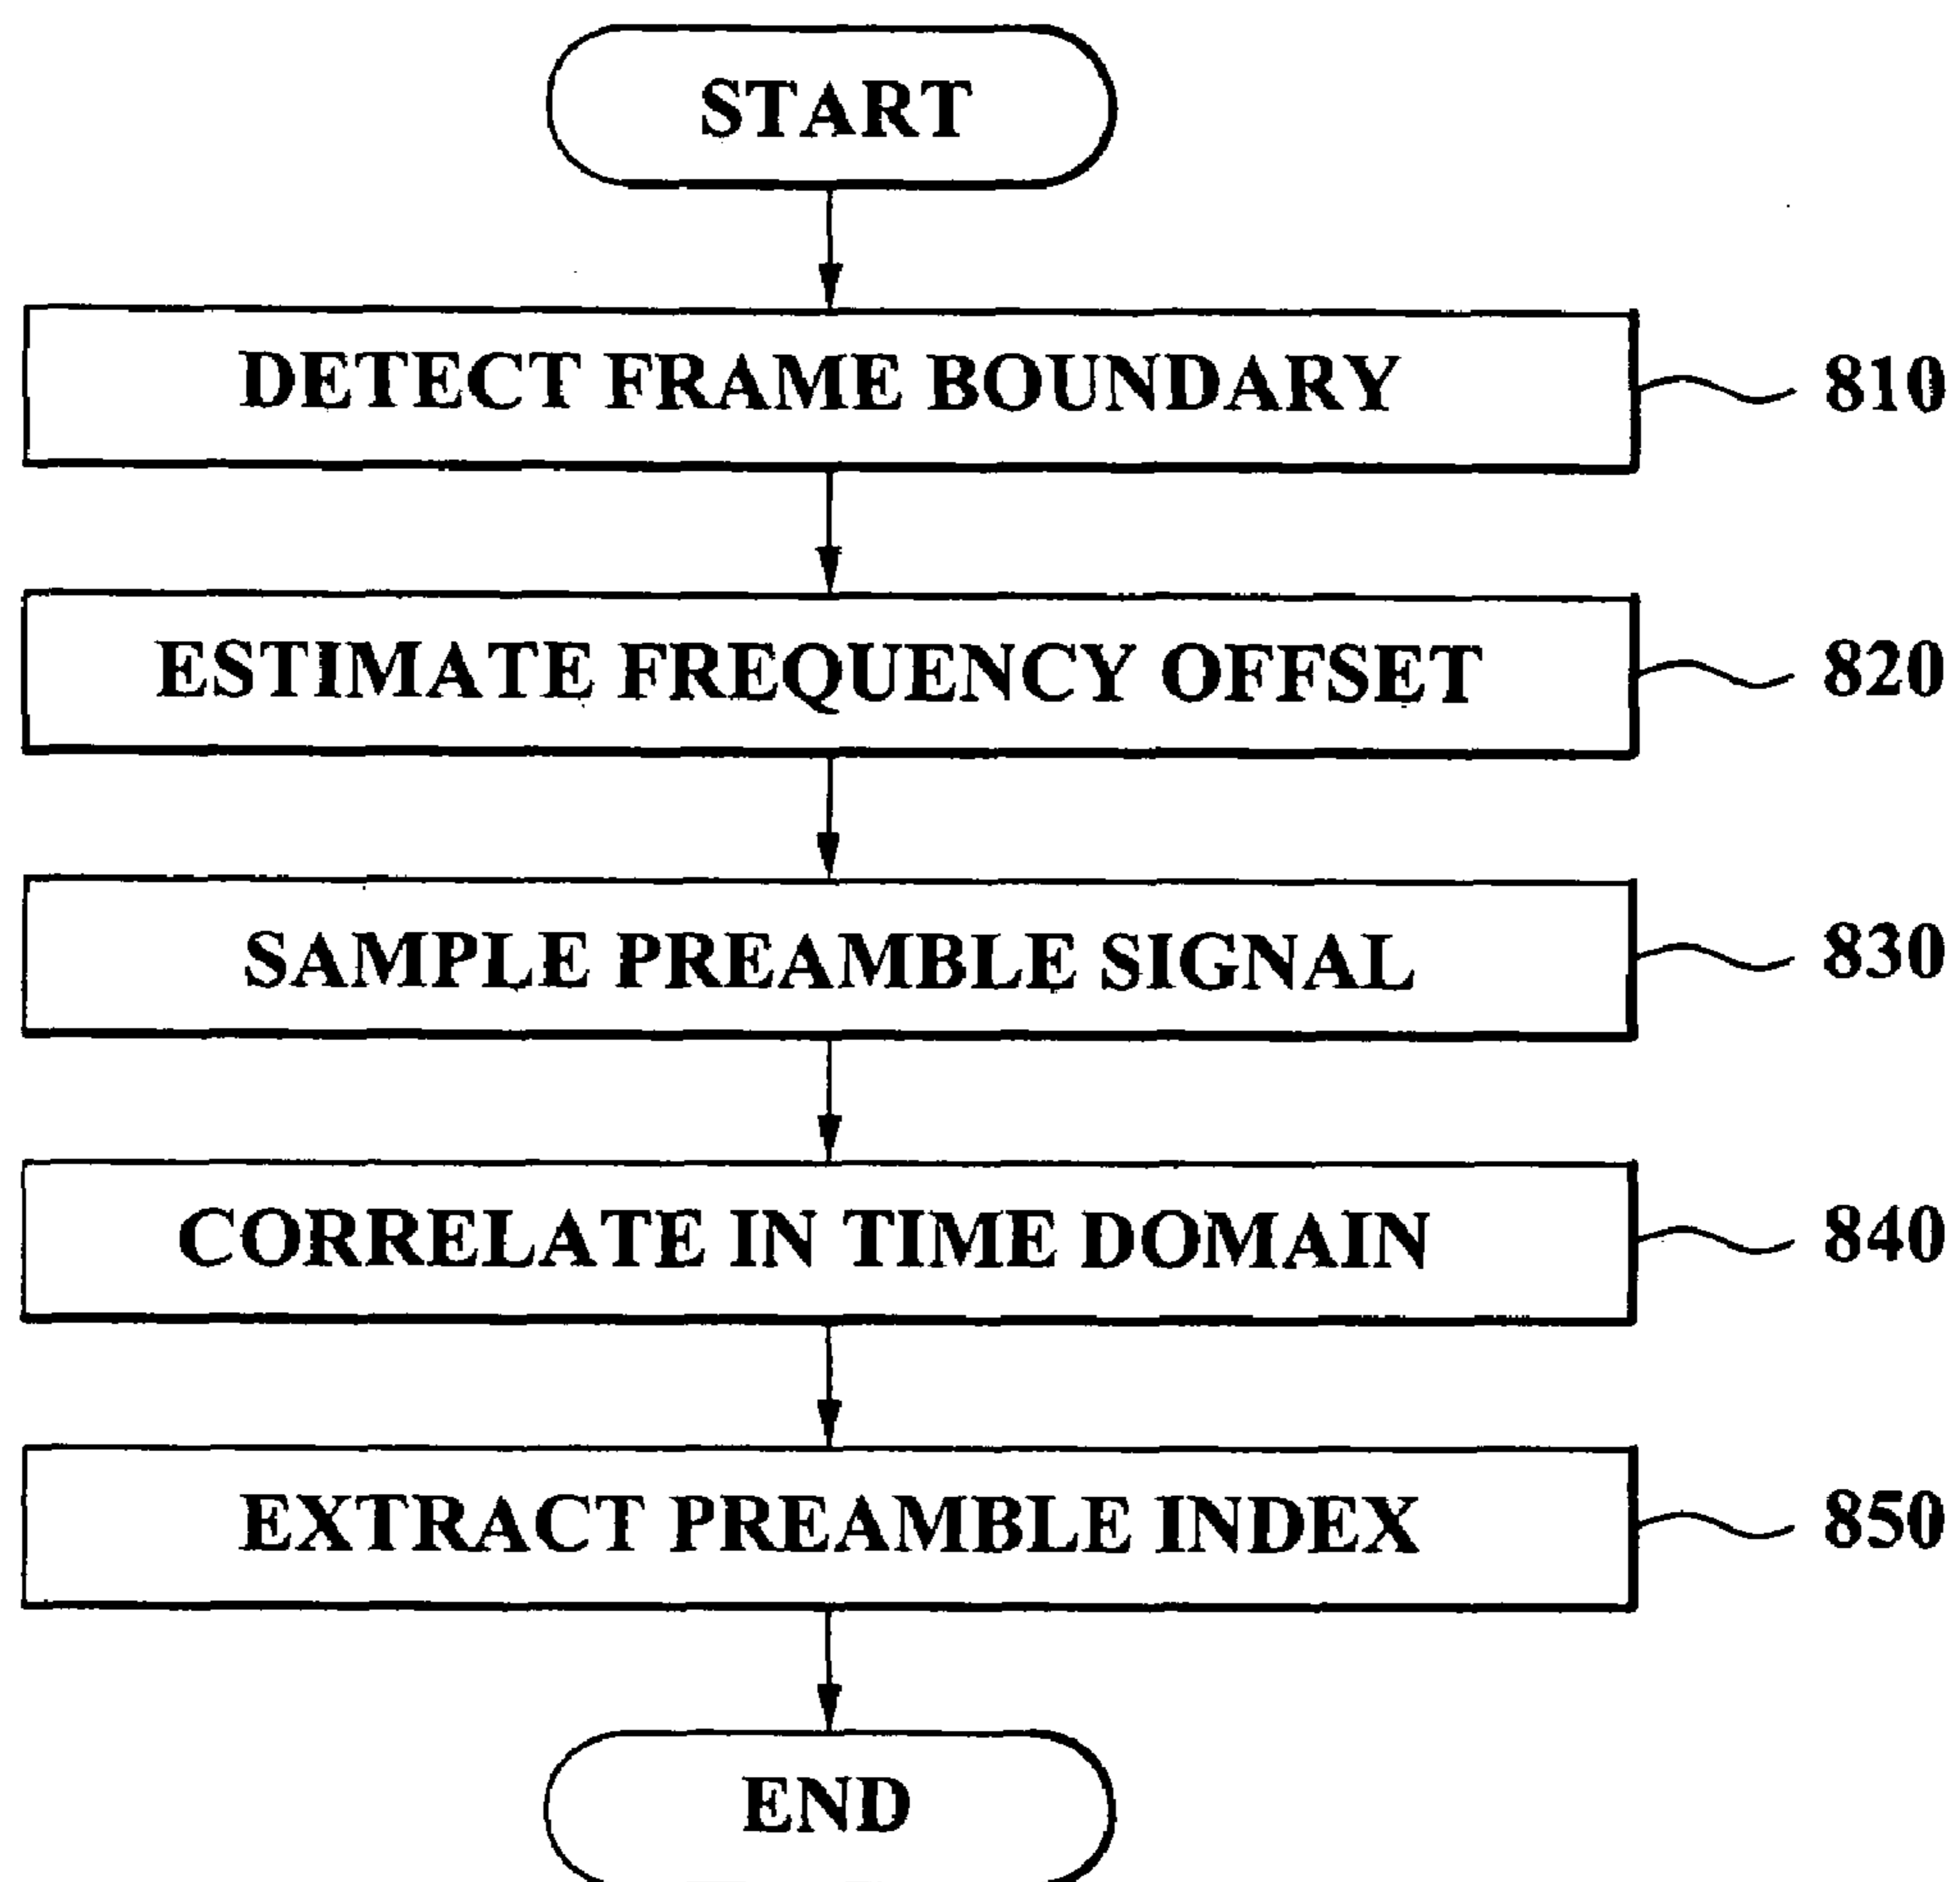 START
DETECT FRAME BOUNDARY 810
ESTIMATE FREQUENCY OFFSET 820
SAMPLE PREAMBLE SIGNAL 830
CORRELATE IN TIME DOMAIN 840
EXTRACT PREAMBLE INDEX 850
END